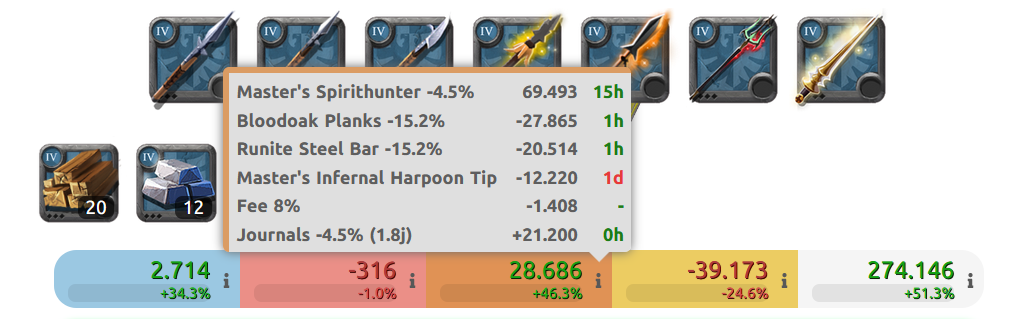 IV IV IV IV IV IV IV
Master's Spirithunter -4.5% 69.493 15h
Bloodoak Planks -15.2% -27.865 1h
Runite Steel Bar -15.2% -20.514 1h
Master's Infernal Harpoon Tip -12.220 1d
Fee 8% -1.408 -
Journals -4.5% (1.8j) +21.200 0h
IV IV
20 12
2.714 i -316 i 28.686 i -39.173 i 274.146 i
+34.3% -1.0% +46.3% -24.6% +51.3%